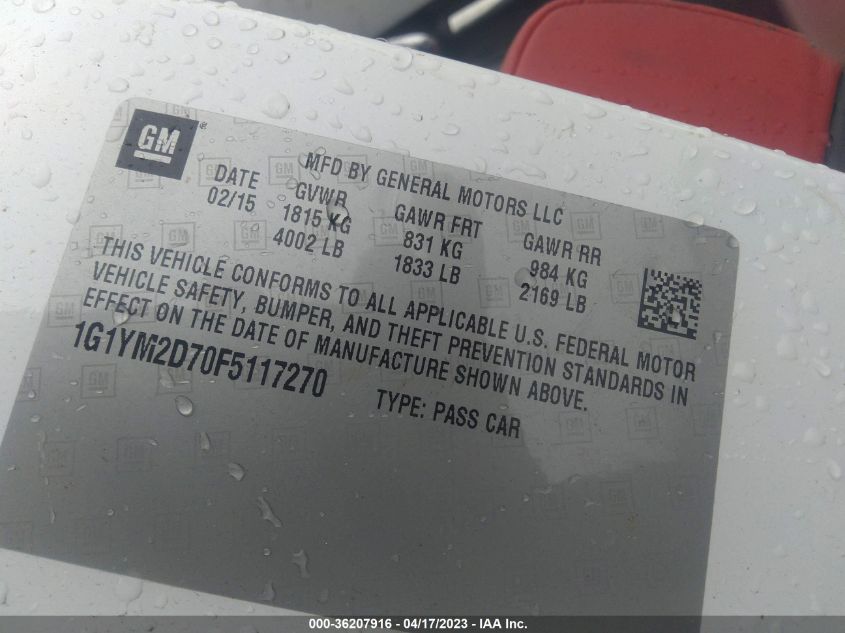 GM
MFD BY GENERAL MOTORS LLC
DATE GVWR GAWR FRT GAWR RR
02/15 1815 KG 831 KG 984 KG
4002 LB 1833 LB 2169 LB
THIS VEHICLE CONFORMS TO ALL APPLICABLE U.S. FEDERAL MOTOR
VEHICLE SAFETY, BUMPER, AND THEFT PREVENTION STANDARDS IN
EFFECT ON THE DATE OF MANUFACTURE SHOWN ABOVE.
1G1YM2D70F5117270 TYPE: PASS CAR
000-36207916 - 04/17/2023 - IAA Inc.